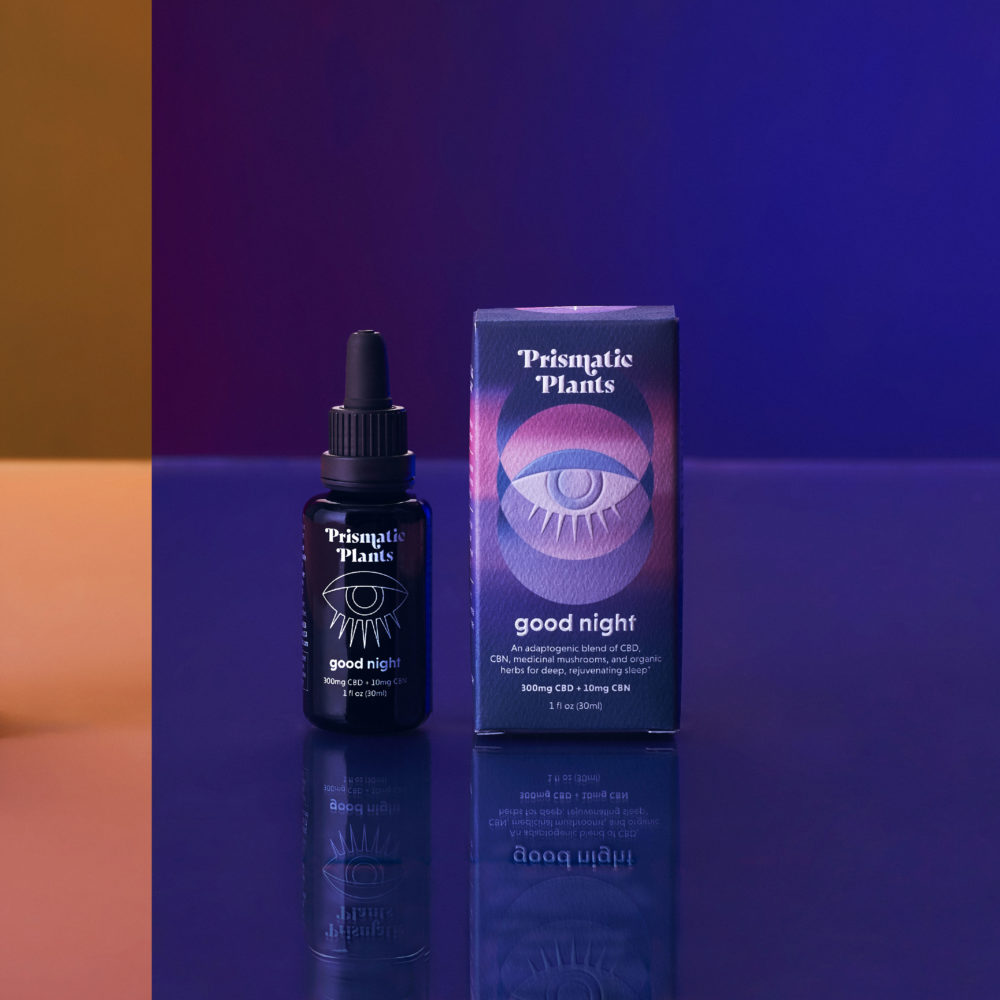 Prismatic
Plants
good night
300mg CBD + 10mg CBN
1 fl oz (30ml)
Prismatic
Plants
good night
An adaptogenic blend of CBD,
CBN, medicinal mushrooms, and organic
herbs for deep, rejuvenating sleep*
300mg CBD + 10mg CBN
1 fl oz (30ml)